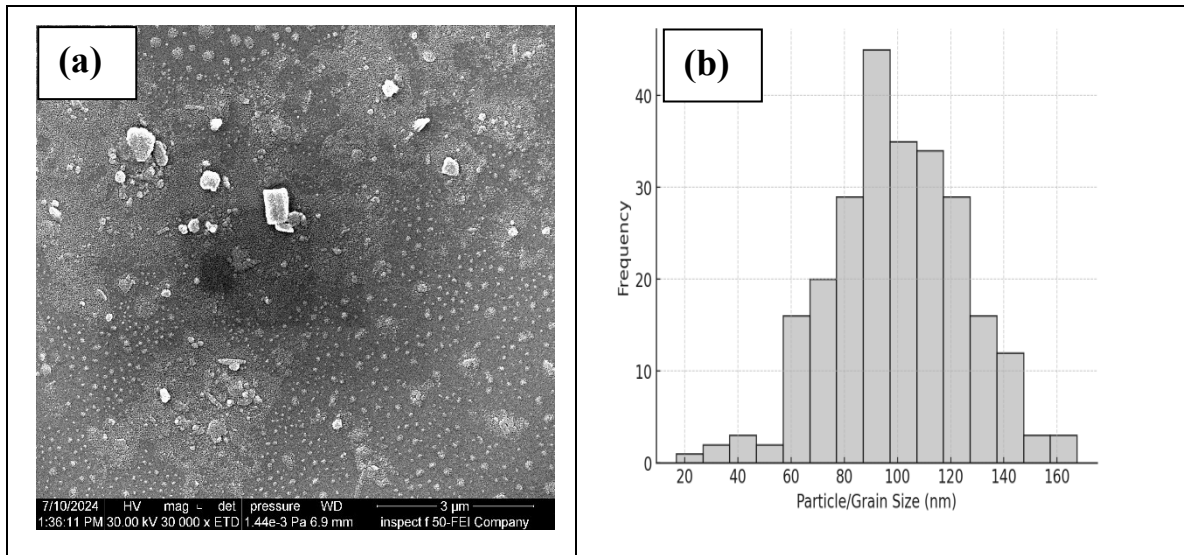 (a)
7/10/2024 HV mag det pressure WD 3 µm
1:36:11 PM 30.00 kV 30 000 x ETD 1.44e-3 Pa 6.9 mm inspect f 50-FEI Company
(b)
Frequency
40
30
20
10
0
20 40 60 80 100 120 140 160
Particle/Grain Size (nm)